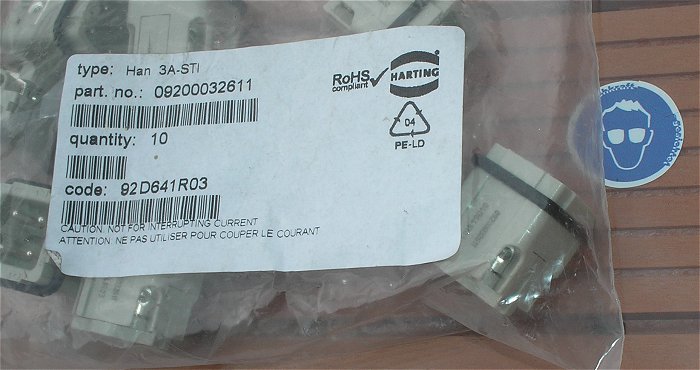 type: Han 3A-STI
part. no.: 09200032611
quantity: 10
code: 92D641R03
CAUTION: NOT FOR INTERRUPTING CURRENT
ATTENTION: NE PAS UTILISER POUR COUPER LE COURANT
RoHS
compliant
HARTING
04
PE-LD